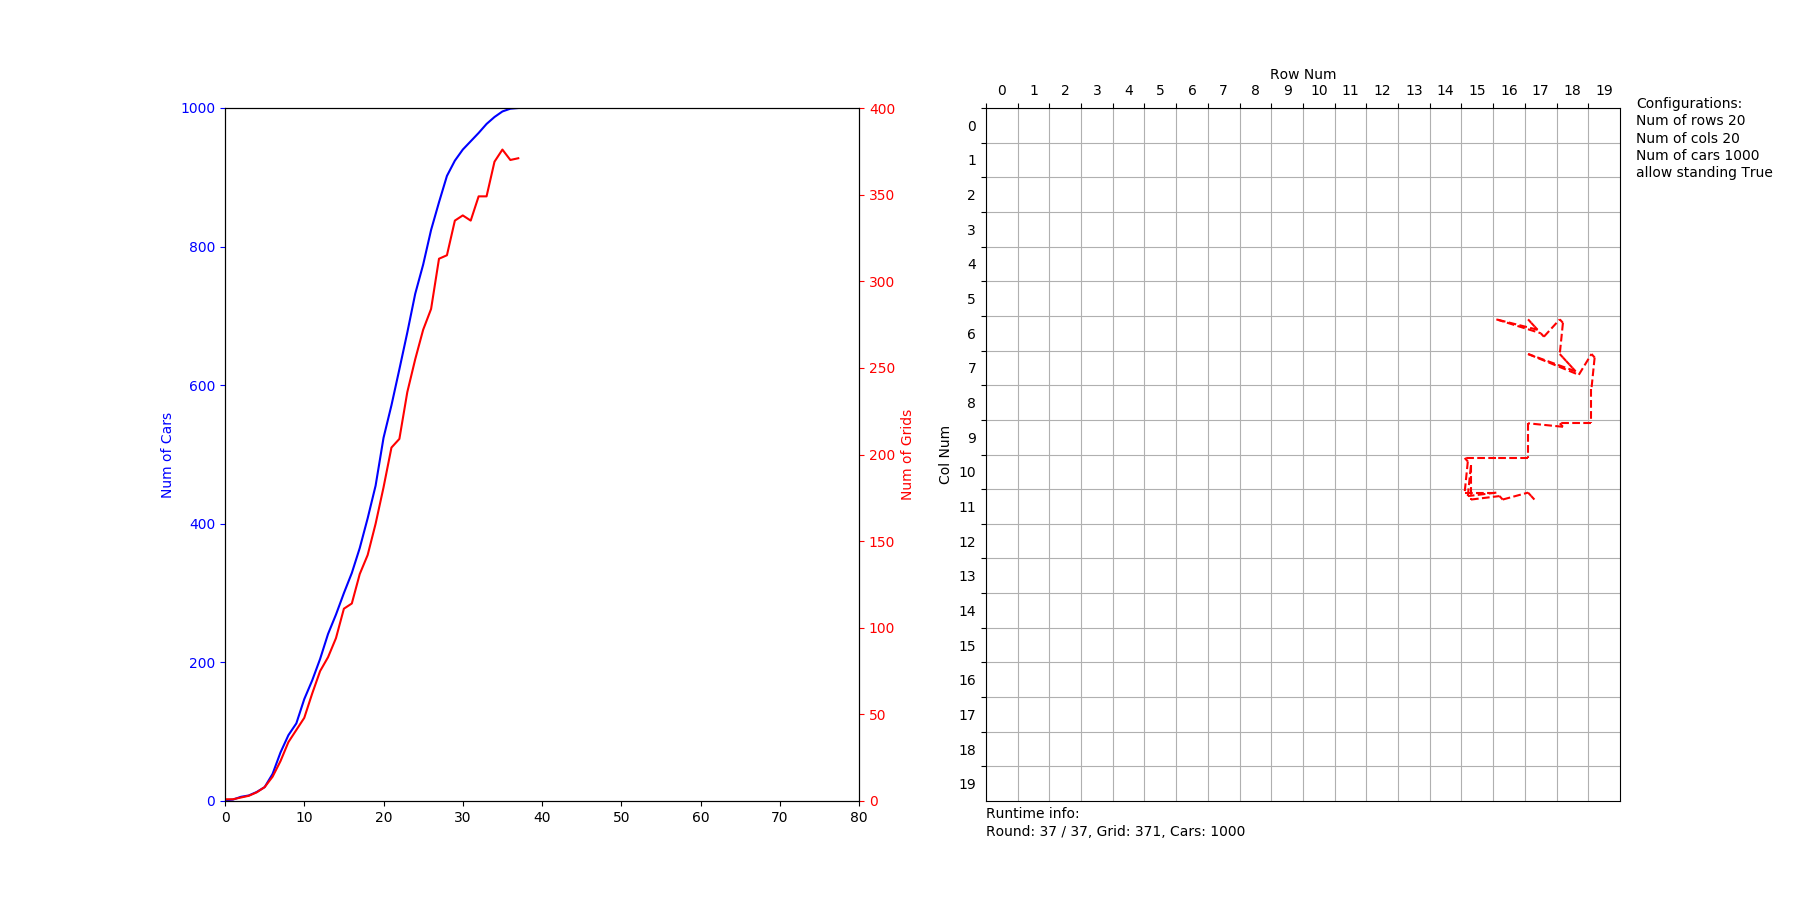 Num of Cars
1000
800
600
400
200
0
0 10 20 30 40 50 60 70 80
400
350
300
250
200
150
100
50
0
Num of Grids
Row Num
0 1 2 3 4 5 6 7 8 9 10 11 12 13 14 15 16 17 18 19
Col Num
0
1
2
3
4
5
6
7
8
9
10
11
12
13
14
15
16
17
18
19
Configurations:
Num of rows 20
Num of cols 20
Num of cars 1000
allow standing True
Runtime info:
Round: 37 / 37, Grid: 371, Cars: 1000